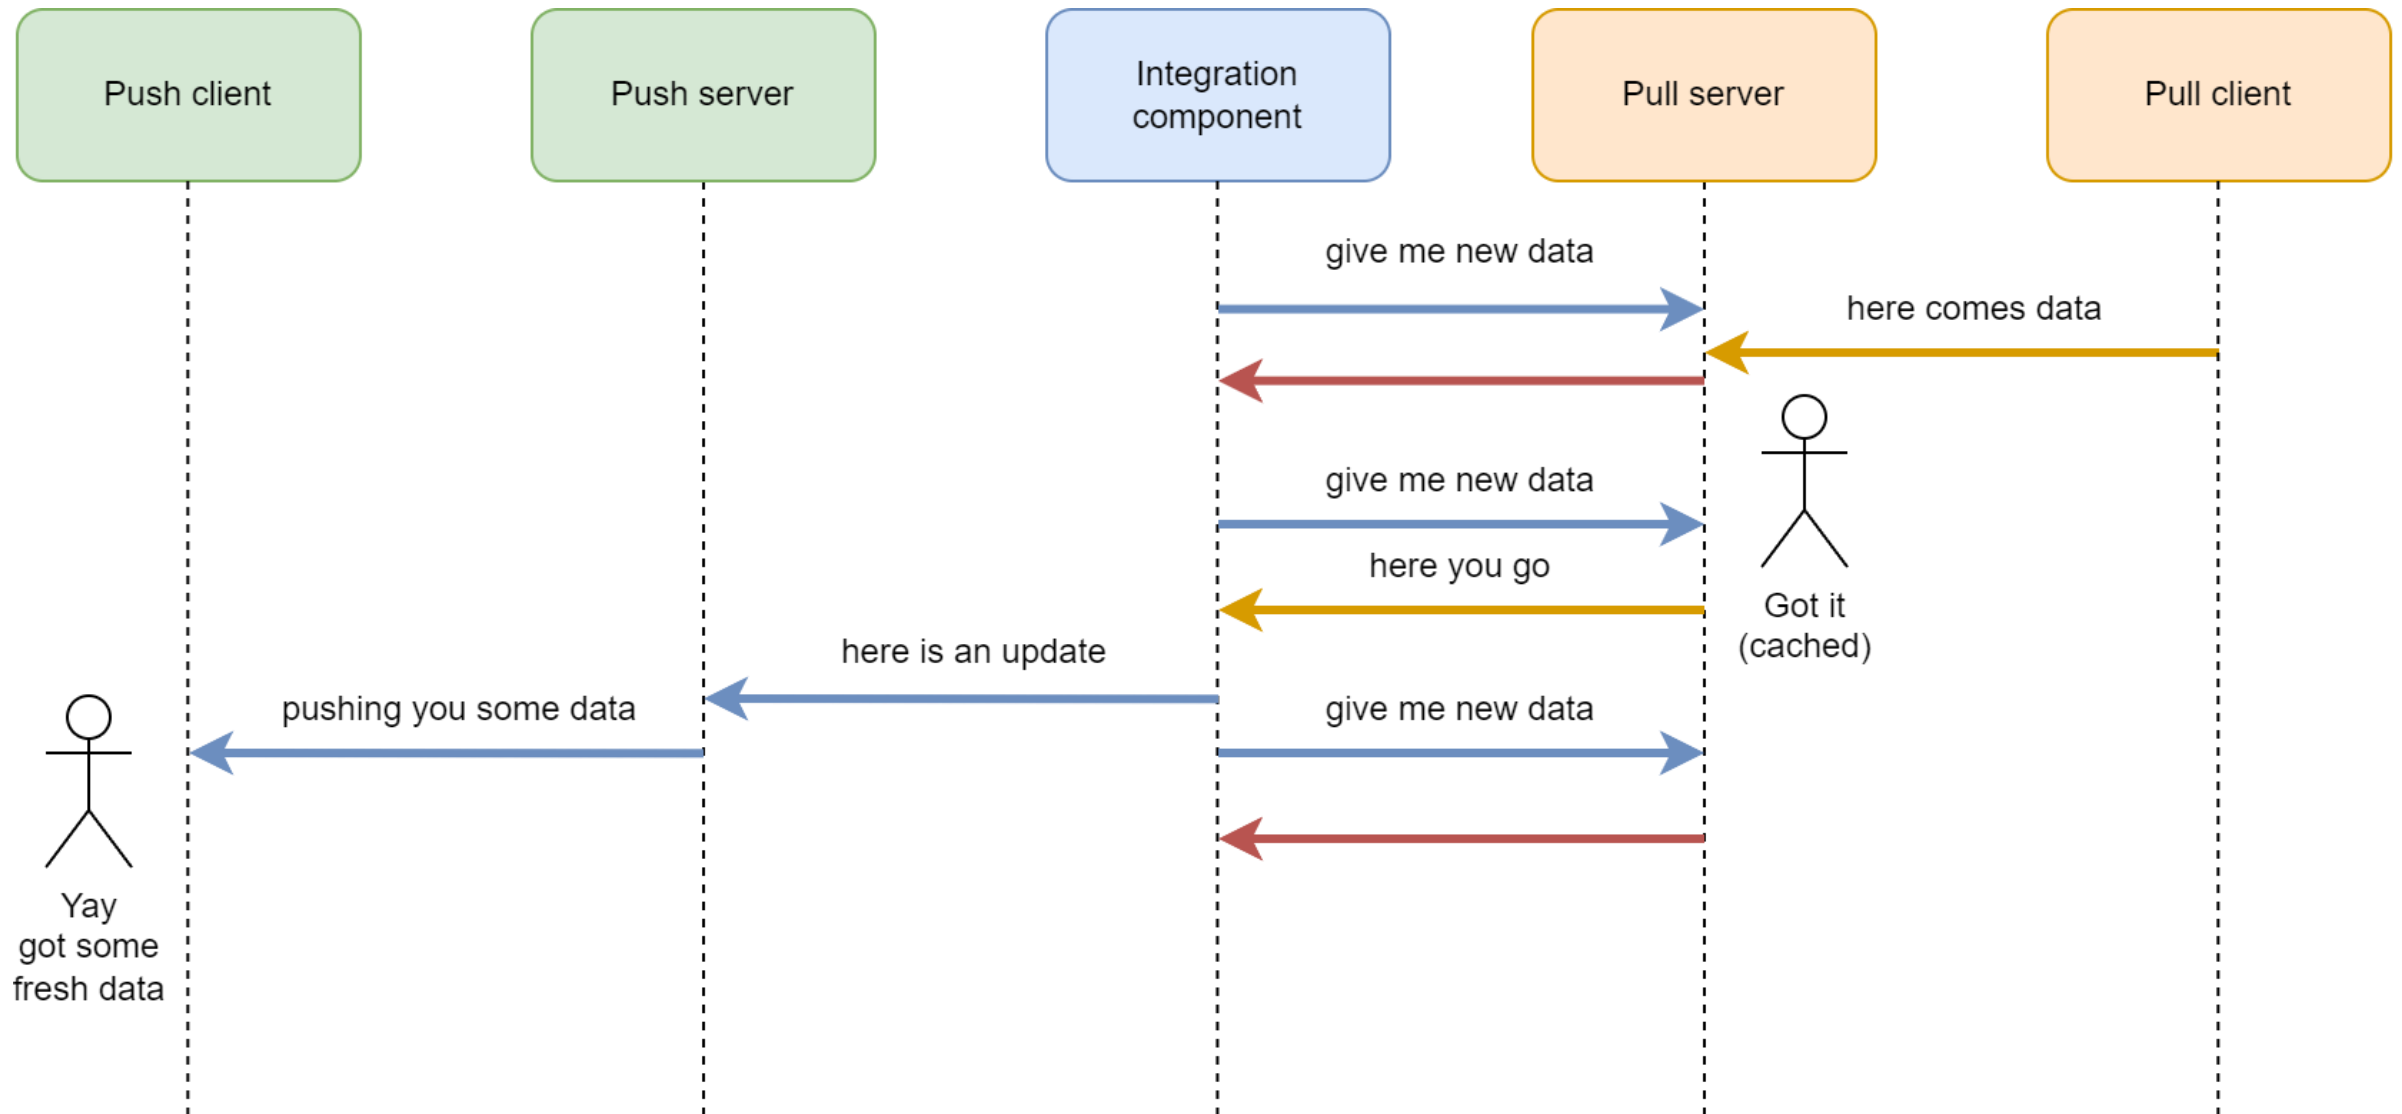 Push client
Push server
Integration
component
Pull server
Pull client
give me new data
here comes data
give me new data
here you go
Got it
(cached)
here is an update
pushing you some data
give me new data
Yay
got some
fresh data